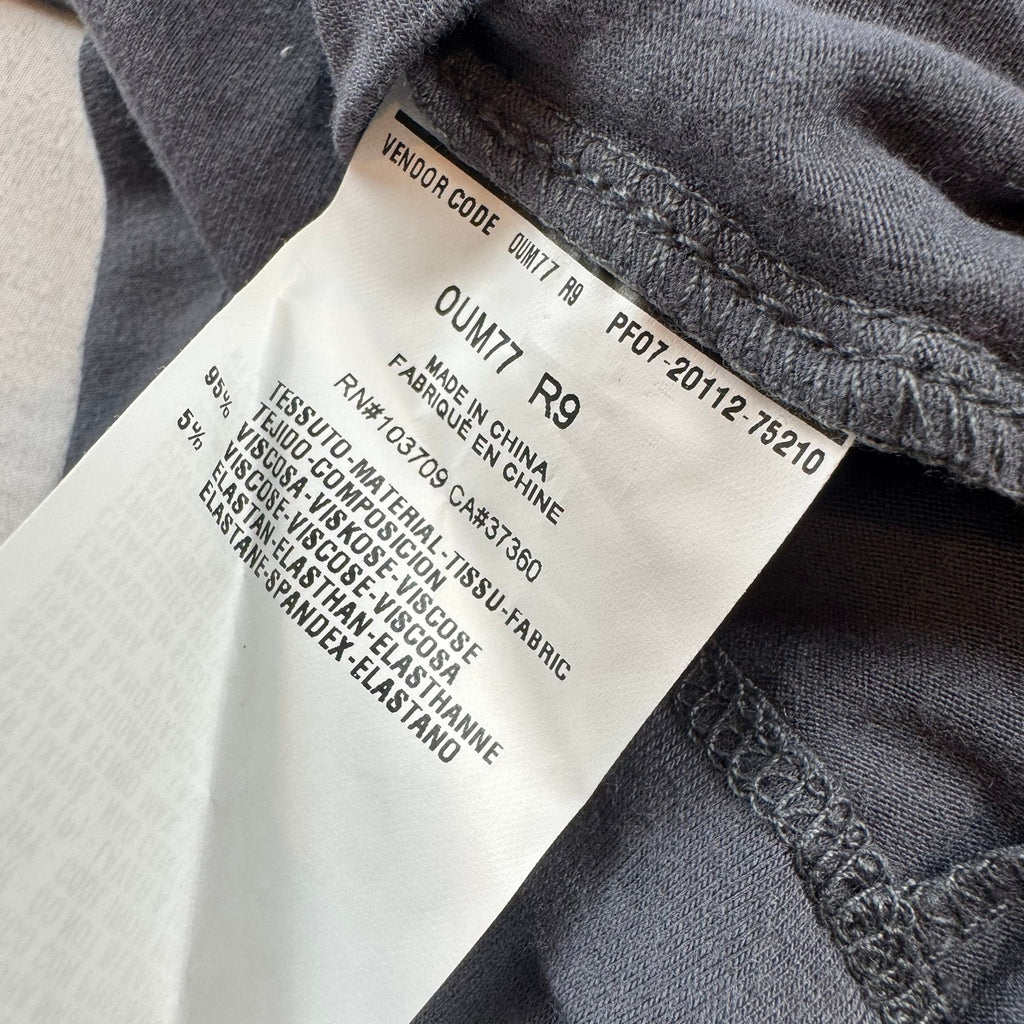 VENDOR CODE OUM77 R9 PF07-20112-75210
OUM77 R9
MADE IN CHINA
FABRIQUÉ EN CHINE
RN#103709 CA#37360
TESSUTO-MATERIAL-TISSU-FABRIC
TEJIDO-COMPOSICION
95% VISCOSA-VISKOSE-VISCOSE
VISCOSE-VISCOSE-VISCOSA
5% ELASTAN-ELASTHAN-ELASTHANNE
ELASTANE-SPANDEX-ELASTANO